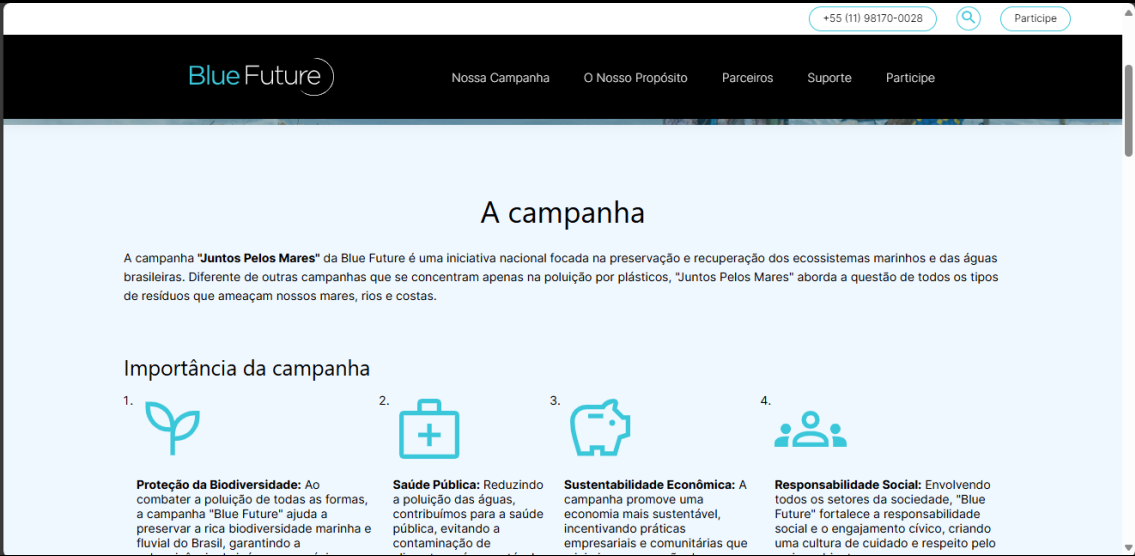 +55 (11) 98170-0028
Participe
Blue Future
Nossa Campanha
O Nosso Propósito
Parceiros
Suporte
Participe
A campanha
A campanha "Juntos Pelos Mares" da Blue Future é uma iniciativa nacional focada na preservação e recuperação dos ecossistemas marinhos e das águas
brasileiras. Diferente de outras campanhas que se concentram apenas na poluição por plásticos, "Juntos Pelos Mares" aborda a questão de todos os tipos
de resíduos que ameaçam nossos mares, rios e costas.
Importância da campanha
1.
Proteção da Biodiversidade: Ao
combater a poluição de todas as formas,
a campanha "Blue Future" ajuda a
preservar a rica biodiversidade marinha e
fluvial do Brasil, garantindo a
2.
Saúde Pública: Reduzindo
a poluição das águas,
contribuímos para a saúde
pública, evitando a
contaminação de
3.
Sustentabilidade Econômica: A
campanha promove uma
economia mais sustentável,
incentivando práticas
empresariais e comunitárias que
4.
Responsabilidade Social: Envolvendo
todos os setores da sociedade, "Blue
Future" fortalece a responsabilidade
social e o engajamento cívico, criando
uma cultura de cuidado e respeito pelo